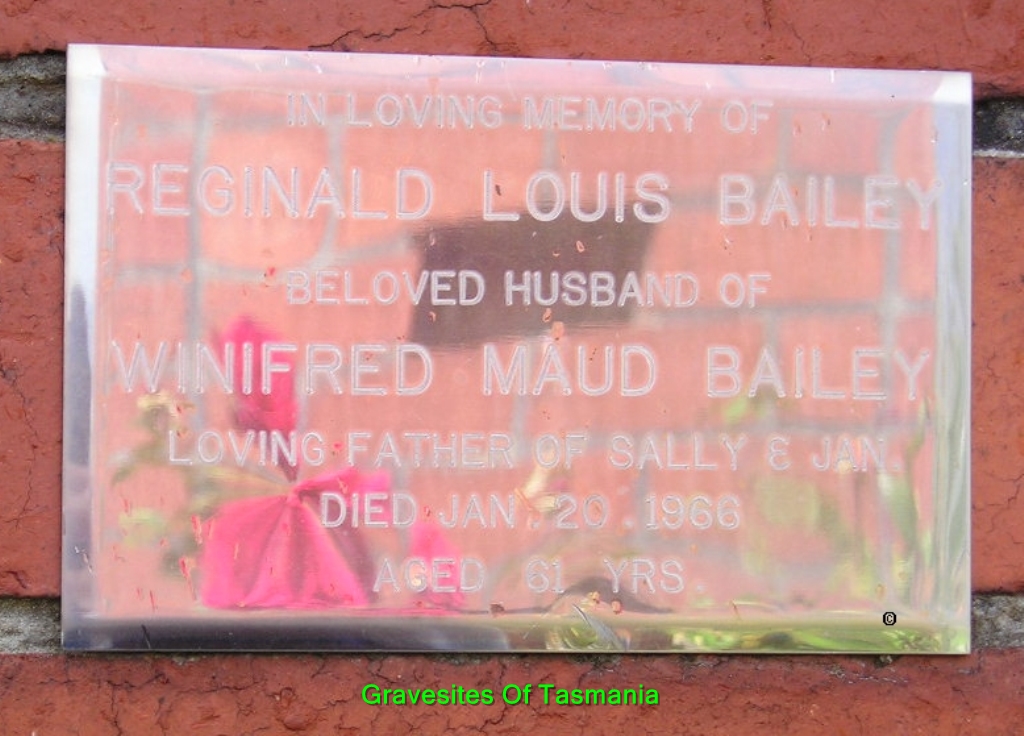 IN LOVING MEMORY OF
REGINALD LOUIS BAILEY
BELOVED HUSBAND OF
WINIFRED MAUD BAILEY
LOVING FATHER OF SALLY & JAN.
DIED JAN. 20. 1966
AGED 61 YRS.
©
Gravesites Of Tasmania